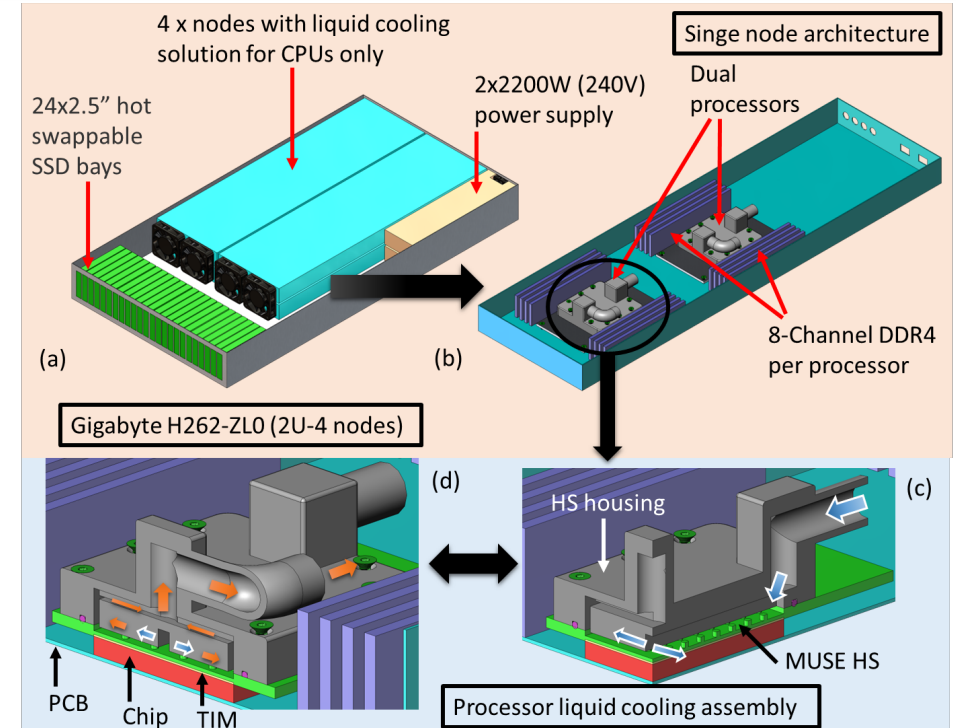 4 x nodes with liquid cooling
solution for CPUs only
24x2.5” hot
swappable
SSD bays
2x2200W (240V)
power supply
(a)
Gigabyte H262-ZL0 (2U-4 nodes)
Singe node architecture
Dual
processors
8-Channel DDR4
per processor
(b)
(d)
PCB
Chip
TIM
(c)
HS housing
MUSE HS
Processor liquid cooling assembly